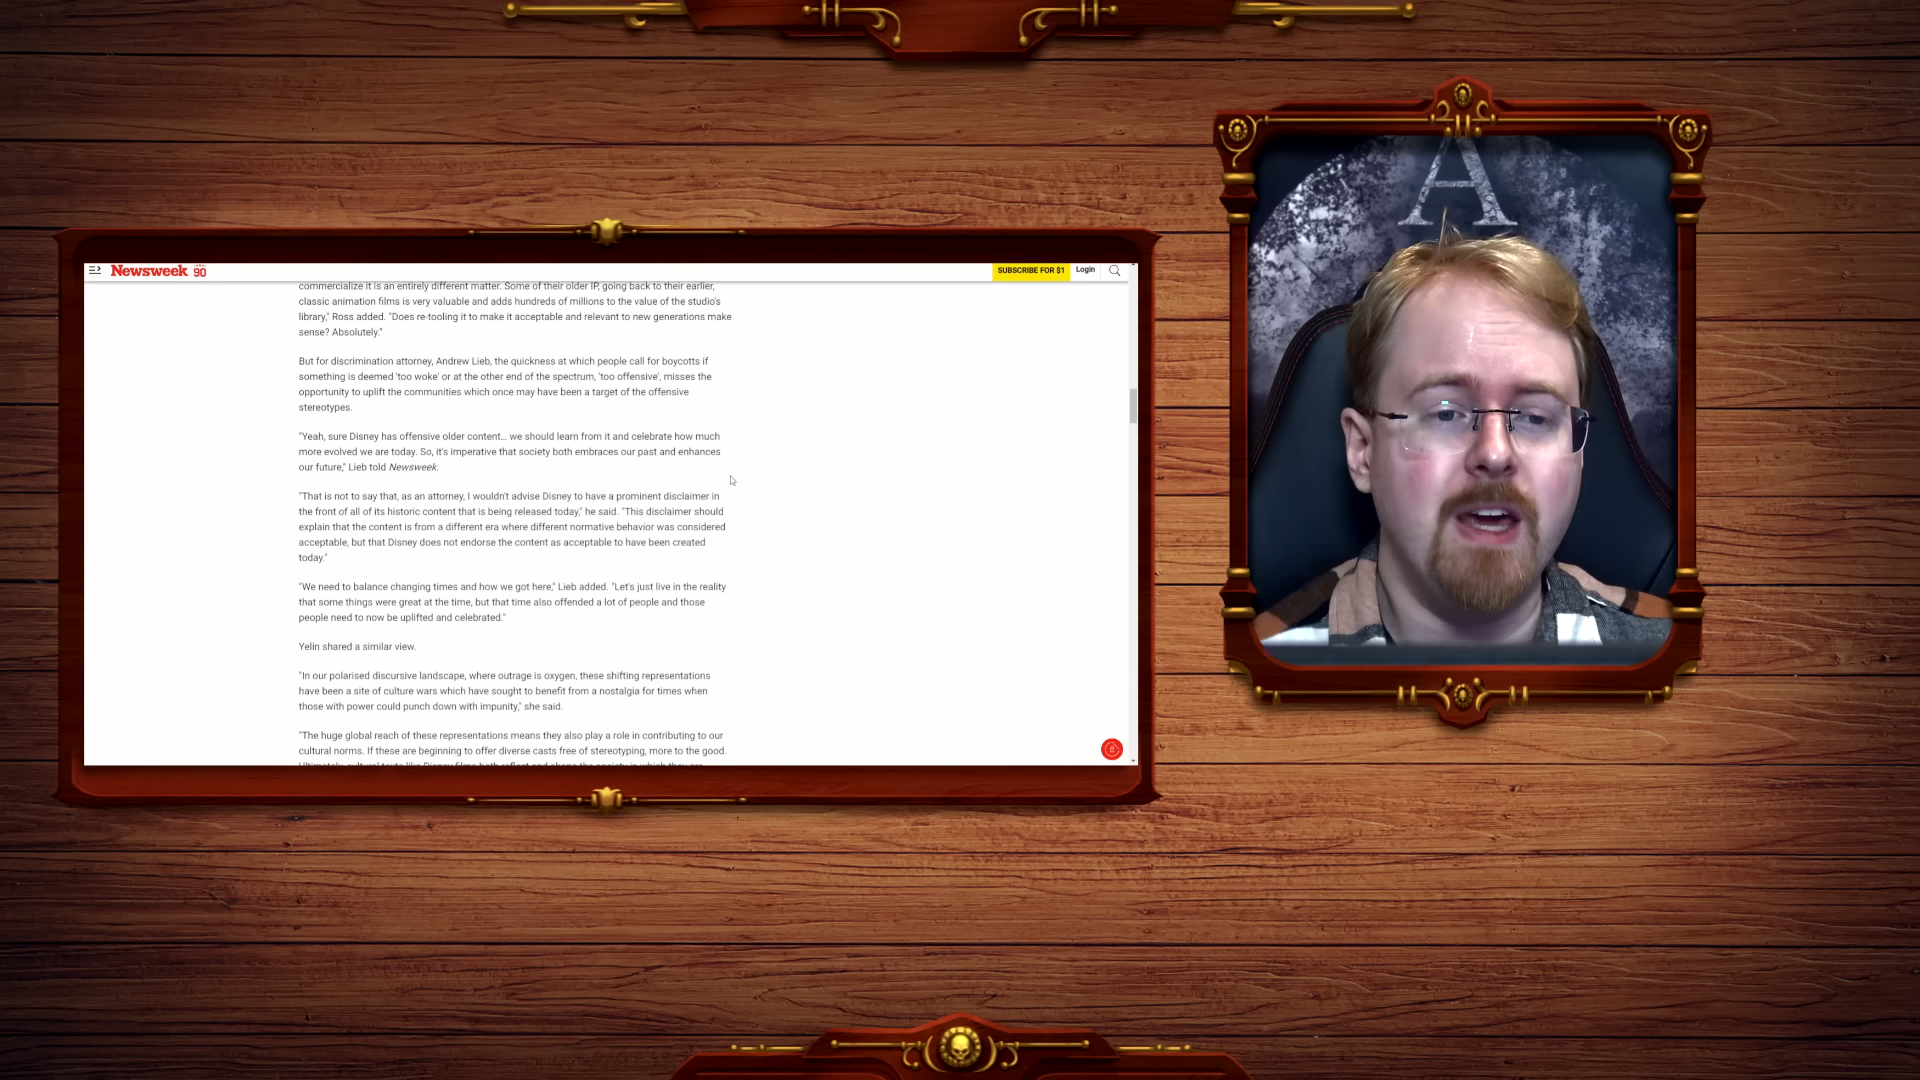 A
Newsweek 90
SUBSCRIBE FOR $1
Login
commercialize it is an entirely different matter. Some of their older IP, going back to their earlier,
classic animation films is very valuable and adds hundreds of millions to the value of the studio's
library," Ross added. "Does re-tooling it to make it acceptable and relevant to new generations make
sense? Absolutely."
But for discrimination attorney, Andrew Lieb, the quickness at which people call for boycotts if
something is deemed 'too woke' or at the other end of the spectrum, 'too offensive', misses the
opportunity to uplift the communities which once may have been a target of the offensive
stereotypes.
"Yeah, sure Disney has offensive older content... we should learn from it and celebrate how much
more evolved we are today. So, it's imperative that society both embraces our past and enhances
our future," Lieb told Newsweek.
"That is not to say that, as an attorney, I wouldn't advise Disney to have a prominent disclaimer in
the front of all of its historic content that is being released today," he said. "This disclaimer should
explain that the content is from a different era where different normative behavior was considered
acceptable, but that Disney does not endorse the content as acceptable to have been created
today."
"We need to balance changing times and how we got here," Lieb added. "Let's just live in the reality
that some things were great at the time, but that time also offended a lot of people and those
people need to now be uplifted and celebrated."
Yelin shared a similar view.
"In our polarised discursive landscape, where outrage is oxygen, these shifting representations
have been a site of culture wars which have sought to benefit from a nostalgia for times when
those with power could punch down with impunity," she said.
"The huge global reach of these representations means they also play a role in contributing to our
cultural norms. If these are beginning to offer diverse casts free of stereotyping, more to the good.
Ultimately, cultural texts like Disney films both reflect and shape the society in which they are